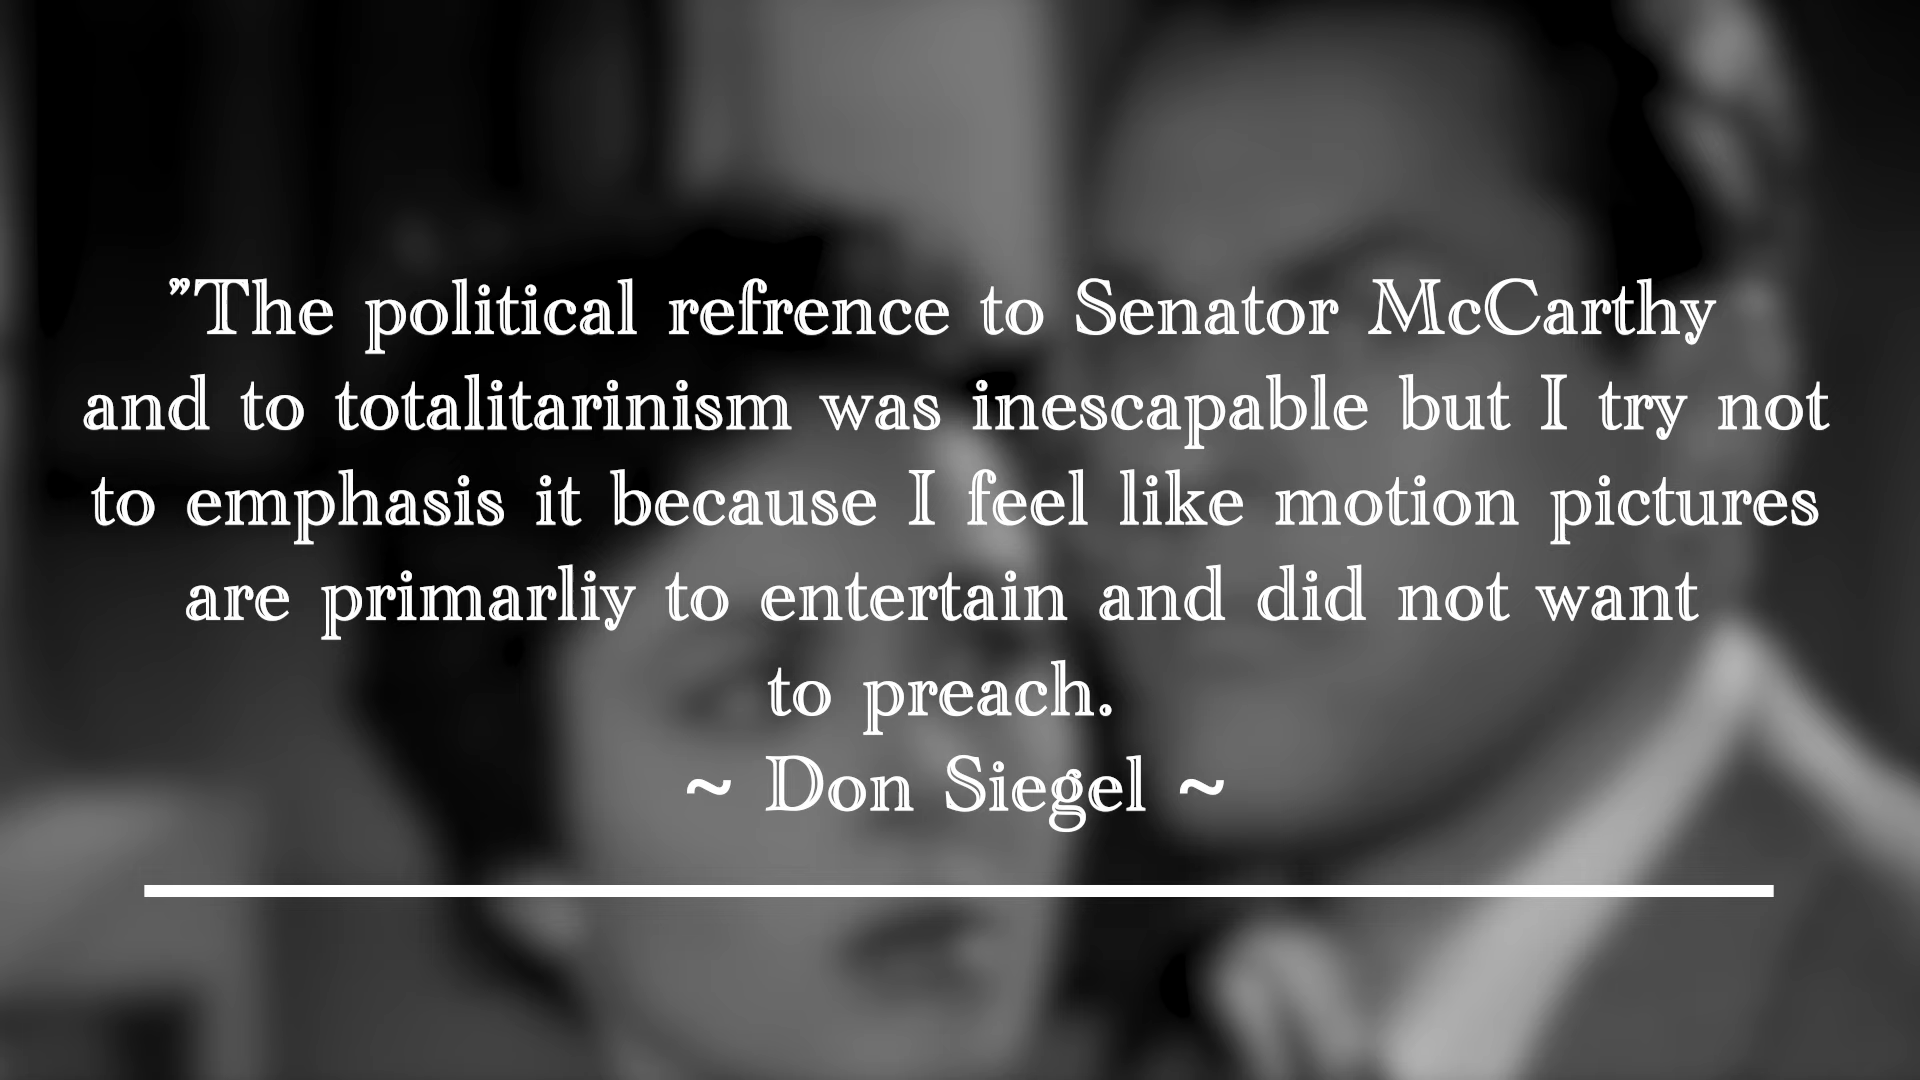 ”The political refrence to Senator McCarthy
and to totalitarinism was inescapable but I try not
to emphasis it because I feel like motion pictures
are primarliy to entertain and did not want
to preach.
~ Don Siegel ~